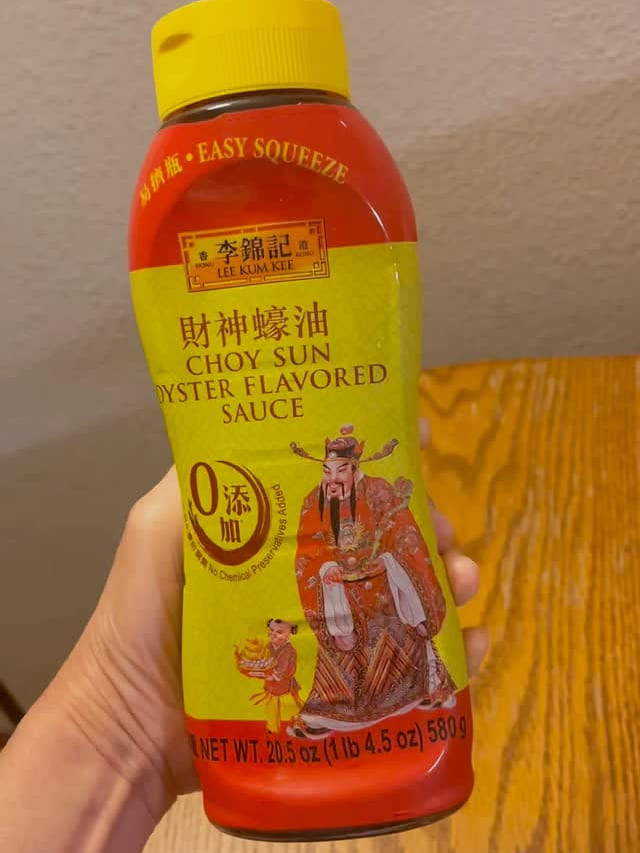 易擠瓶 • EASY SQUEEZE
香 李錦記 港
HONG LEE KUM KEE KONG
財神蠔油
CHOY SUN
OYSTER FLAVORED
SAUCE
0添
加
No Chemical Preservatives Added
NET WT. 20.5 oz (1 lb 4.5 oz) 580 g